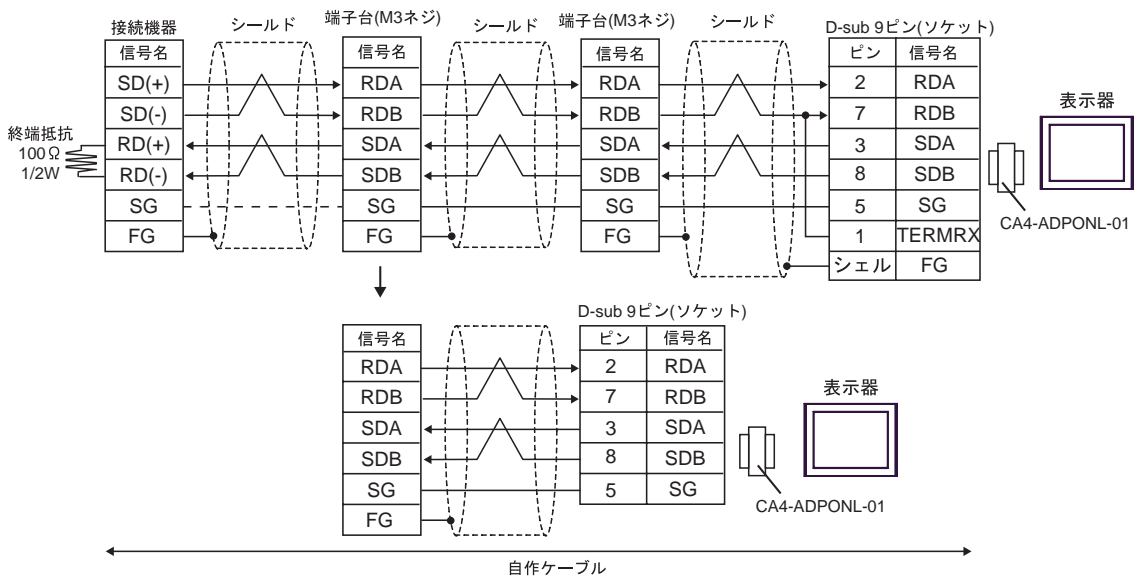 接続機器
シールド
端子台(M3ネジ)
シールド
端子台(M3ネジ)
シールド
D-sub 9ピン(ソケット)
信号名
信号名
信号名
ピン 信号名
SD(+)
RDA
RDA
2 RDA
SD(-)
RDB
RDB
7 RDB
RD(+)
SDA
SDA
3 SDA
RD(-)
SDB
SDB
8 SDB
SG
SG
SG
5 SG
FG
FG
FG
1 TERMRX
シェル FG
終端抵抗
100Ω
1/2W
表示器
CA4-ADPONL-01
D-sub 9ピン(ソケット)
信号名
ピン 信号名
RDA
2 RDA
RDB
7 RDB
SDA
3 SDA
SDB
8 SDB
SG
5 SG
FG
表示器
CA4-ADPONL-01
自作ケーブル